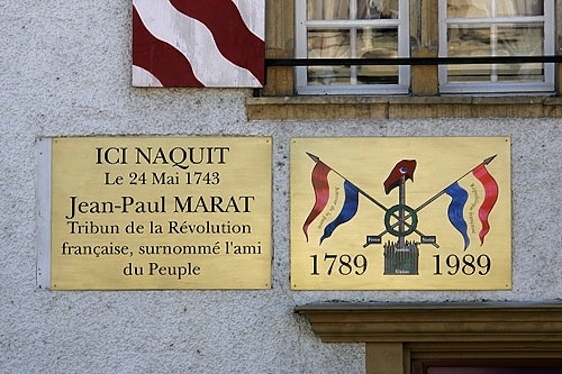 ICI NAQUIT
Le 24 Mai 1743
Jean-Paul MARAT
Tribun de la Révolution
française, surnommé l'ami
du Peuple
1789 1989